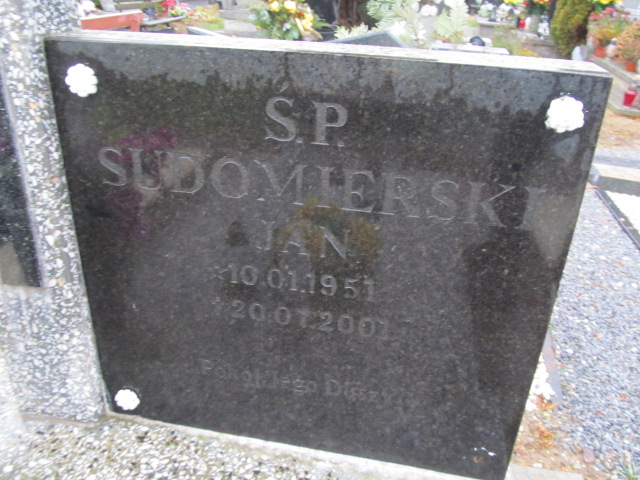 Ś.P.
SUDOMIERSKI
JAN
*10.01.1951
†20.07.2001
Pokój Jego Duszy